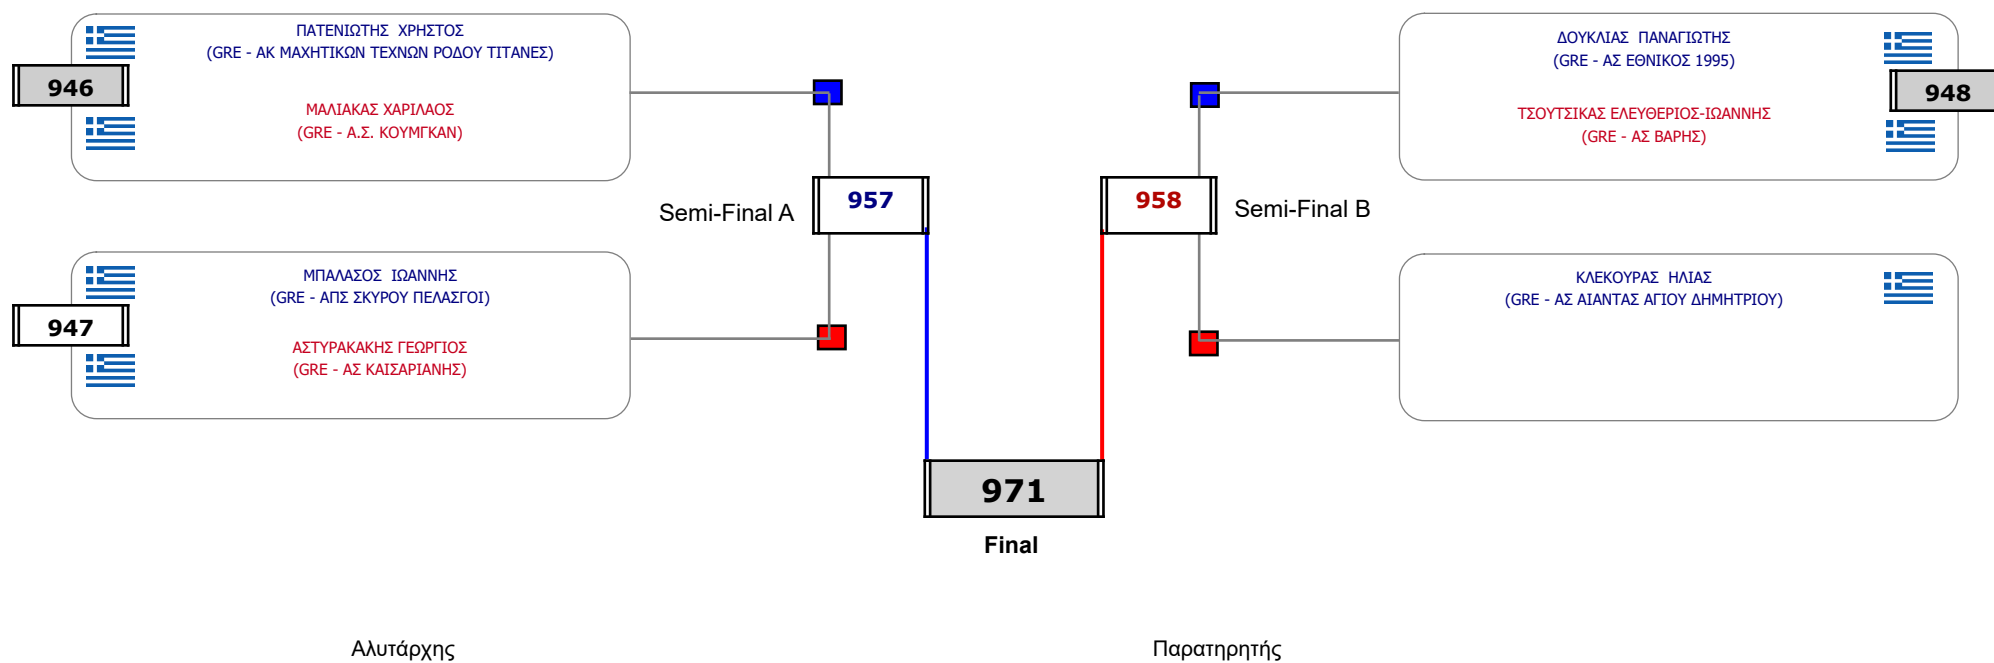 ΠΑΤΕΝΙΩΤΗΣ ΧΡΗΣΤΟΣ
(GRE - ΑΚ ΜΑΧΗΤΙΚΩΝ ΤΕΧΝΩΝ ΡΟΔΟΥ ΤΙΤΑΝΕΣ)
946
ΜΑΛΙΑΚΑΣ ΧΑΡΙΛΑΟΣ
(GRE - Α.Σ. ΚΟΥΜΓΚΑΝ)
ΔΟΥΚΛΙΑΣ ΠΑΝΑΓΙΩΤΗΣ
(GRE - ΑΣ ΕΘΝΙΚΟΣ 1995)
948
ΤΣΟΥΤΣΙΚΑΣ ΕΛΕΥΘΕΡΙΟΣ-ΙΩΑΝΝΗΣ
(GRE - ΑΣ ΒΑΡΗΣ)
Semi-Final A
957
958
Semi-Final B
ΜΠΑΛΑΣΟΣ ΙΩΑΝΝΗΣ
(GRE - ΑΠΣ ΣΚΥΡΟΥ ΠΕΛΑΣΓΟΙ)
947
ΑΣΤΥΡΑΚΑΚΗΣ ΓΕΩΡΓΙΟΣ
(GRE - ΑΣ ΚΑΙΣΑΡΙΑΝΗΣ)
ΚΛΕΚΟΥΡΑΣ ΗΛΙΑΣ
(GRE - ΑΣ ΑΙΑΝΤΑΣ ΑΓΙΟΥ ΔΗΜΗΤΡΙΟΥ)
971
Final
Αλυτάρχης
Παρατηρητής